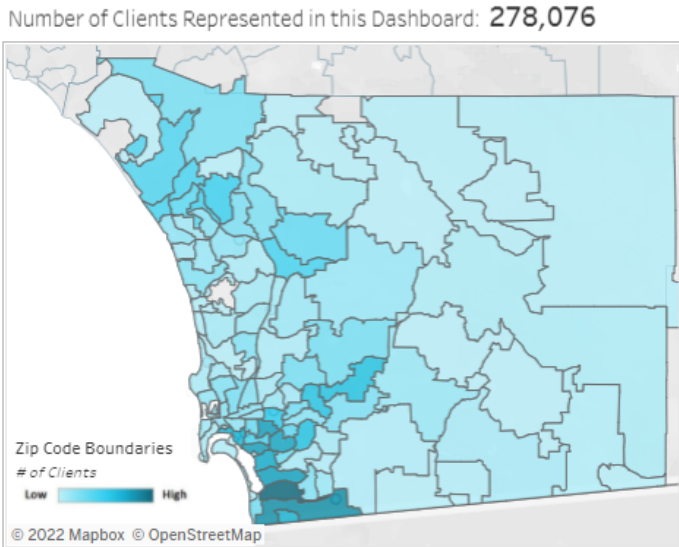 Number of Clients Represented in this Dashboard: 278,076
Zip Code Boundaries
# of Clients
Low High
© 2022 Mapbox © OpenStreetMap